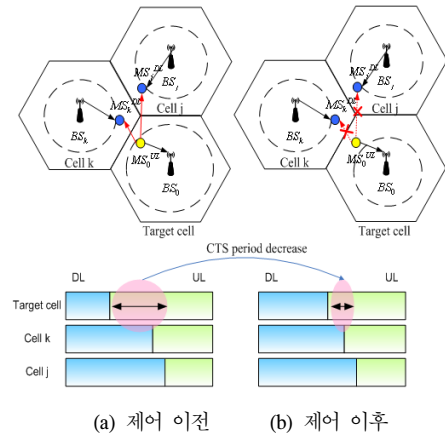 MS_j^DL
BS_j
MS_k^DL
Cell j
BS_k
Cell k
MS_0^UL
BS_0
Target cell
MS_j^DL
BS_j
MS_k^DL
Cell j
BS_k
Cell k
MS_0^UL
BS_0
Target cell
CTS period decrease
DL UL DL UL
Target cell
Cell k
Cell j
(a) 제어 이전 (b) 제어 이후